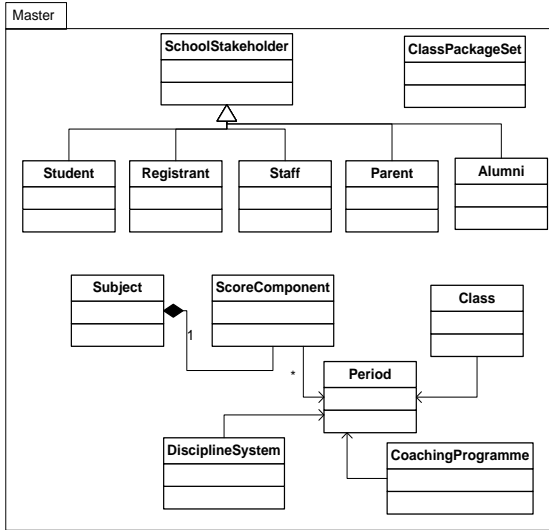 Master
SchoolStakeholder
ClassPackageSet
Student
Registrant
Staff
Parent
Alumni
Subject
ScoreComponent
Class
1
*
Period
DisciplineSystem
CoachingProgramme